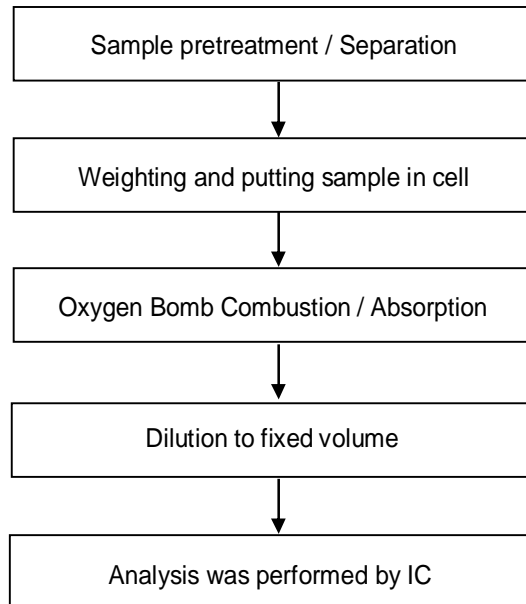 Sample pretreatment / Separation
Weighting and putting sample in cell
Oxygen Bomb Combustion / Absorption
Dilution to fixed volume
Analysis was performed by IC